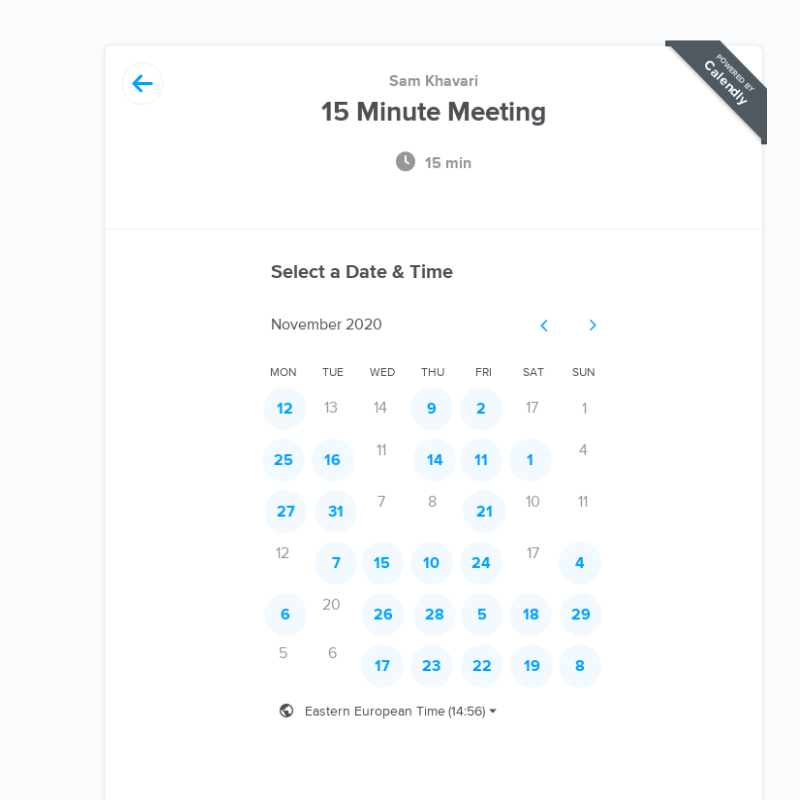 POWERED BY
Calendly
Sam Khavari
15 Minute Meeting
15 min
Select a Date & Time
November 2020
MON TUE WED THU FRI SAT SUN
12 13 14 9 2 17 1
25 16 11 14 11 1 4
27 31 7 8 21 10 11
12 7 15 10 24 17 4
6 20 26 28 5 18 29
5 6 17 23 22 19 8
Eastern European Time (14:56)